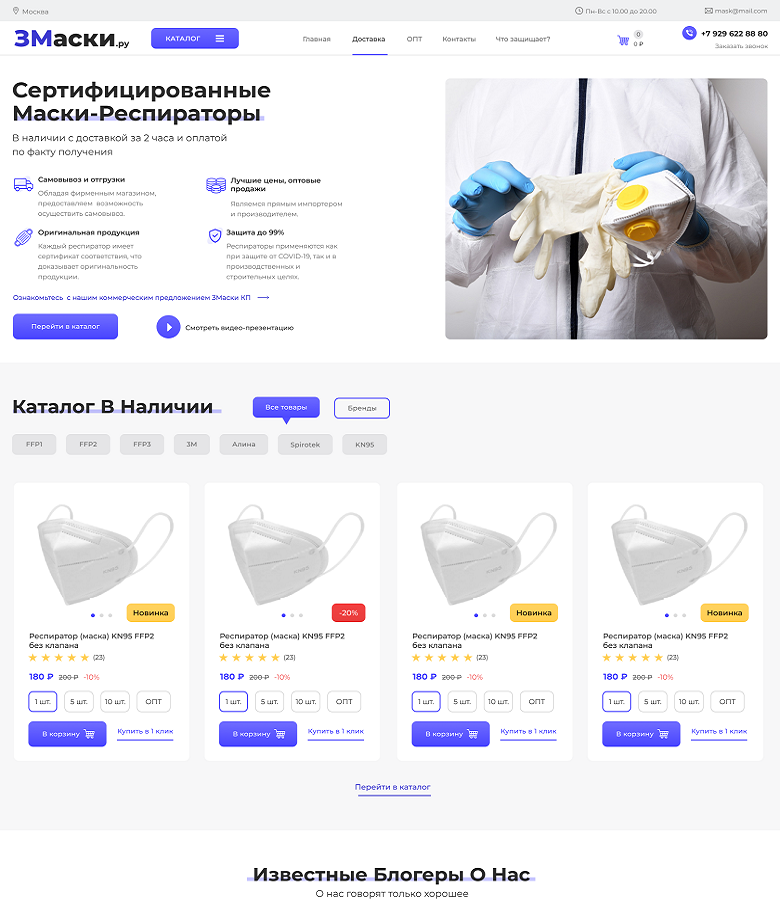 Москва
Пн-Вс с 10.00 до 20.00
mask@mail.com
3Маски.ру
КАТАЛОГ
Главная
Доставка
ОПТ
Контакты
Что защищает?
0
0 ₽
+7 929 622 88 80
Заказать звонок
Сертифицированные
Маски-Респираторы
В наличии с доставкой за 2 часа и оплатой
по факту получения
Самовывоз и отгрузки
Обладая фирменным магазином,
предоставляем возможность
осуществить самовывоз.
Лучшие цены, оптовые
продажи
Являемся прямым импортером
и производителем.
Оригинальная продукция
Каждый респиратор имеет
сертификат соответствия, что
доказывает оригинальность
продукции.
Защита до 99%
Респираторы применяются как
при защите от COVID-19, так и в
производственных и
строительных целях.
Ознакомьтесь с нашим коммерческим предложением 3Маски КП
Перейти в каталог
Смотреть видео-презентацию
Каталог В Наличии
Все товары
Бренды
FFP1
FFP2
FFP3
3М
Алина
Spirotek
KN95
Новинка
Респиратор (маска) KN95 FFP2
без клапана
(23)
180 ₽ 200 ₽ -10%
1 шт.
5 шт.
10 шт.
ОПТ
В корзину
Купить в 1 клик
-20%
Респиратор (маска) KN95 FFP2
без клапана
(23)
180 ₽ 200 ₽ -10%
1 шт.
5 шт.
10 шт.
ОПТ
В корзину
Купить в 1 клик
Новинка
Респиратор (маска) KN95 FFP2
без клапана
(23)
180 ₽ 200 ₽ -10%
1 шт.
5 шт.
10 шт.
ОПТ
В корзину
Купить в 1 клик
Новинка
Респиратор (маска) KN95 FFP2
без клапана
(23)
180 ₽ 200 ₽ -10%
1 шт.
5 шт.
10 шт.
ОПТ
В корзину
Купить в 1 клик
Перейти в каталог
Известные Блогеры О Нас
О нас говорят только хорошее